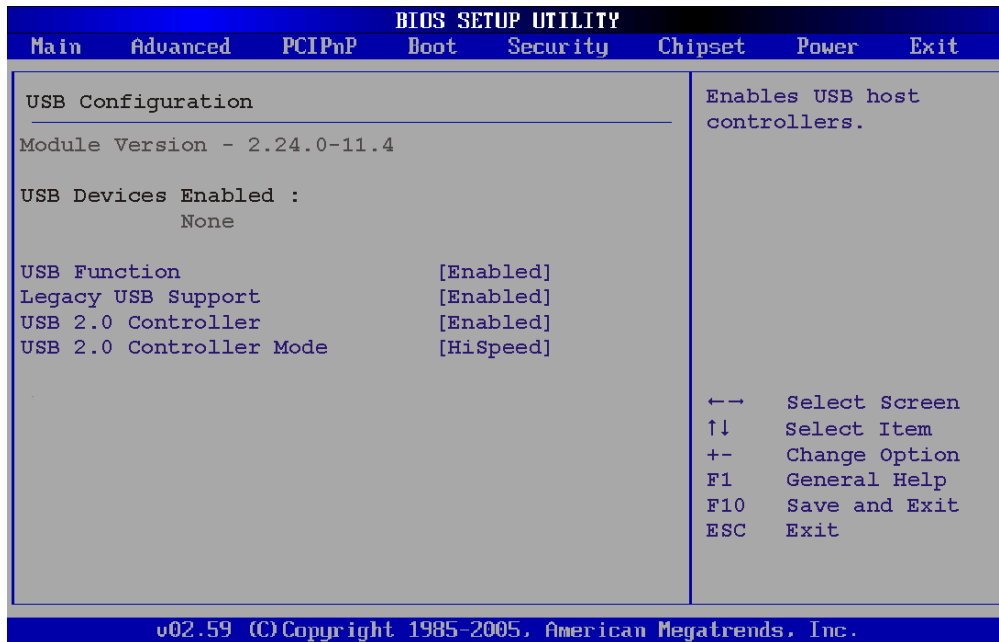 BIOS SETUP UTILITY
Main Advanced PCIPnP Boot Security Chipset Power Exit
USB Configuration
Module Version - 2.24.0-11.4
USB Devices Enabled :
None
USB Function [Enabled]
Legacy USB Support [Enabled]
USB 2.0 Controller [Enabled]
USB 2.0 Controller Mode [HiSpeed]
Enables USB host
controllers.
←→ Select Screen
↑↓ Select Item
+- Change Option
F1 General Help
F10 Save and Exit
ESC Exit
v02.59 (C)Copyright 1985-2005, American Megatrends, Inc.